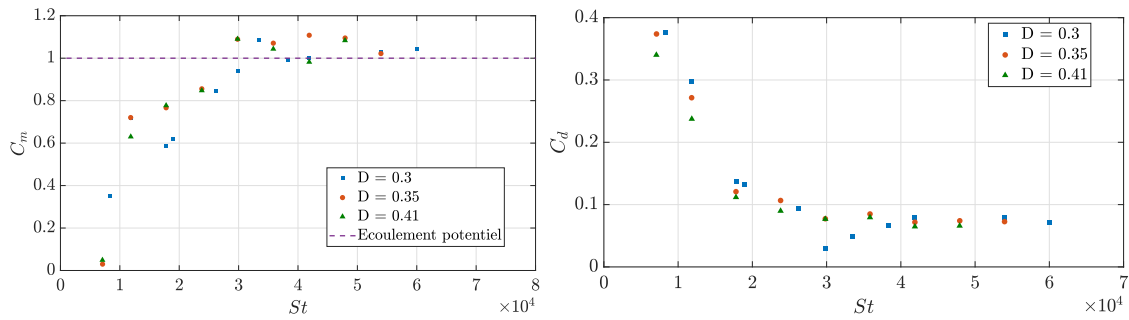 1.2
1
0.8
0.6
0.4
0.2
0
C_m
D = 0.3
D = 0.35
D = 0.41
Ecoulement potentiel
0 1 2 3 4 5 6 7 8
St
×10^4
0.4
0.3
0.2
0.1
0
C_d
D = 0.3
D = 0.35
D = 0.41
0 1 2 3 4 5 6 7
St
×10^4